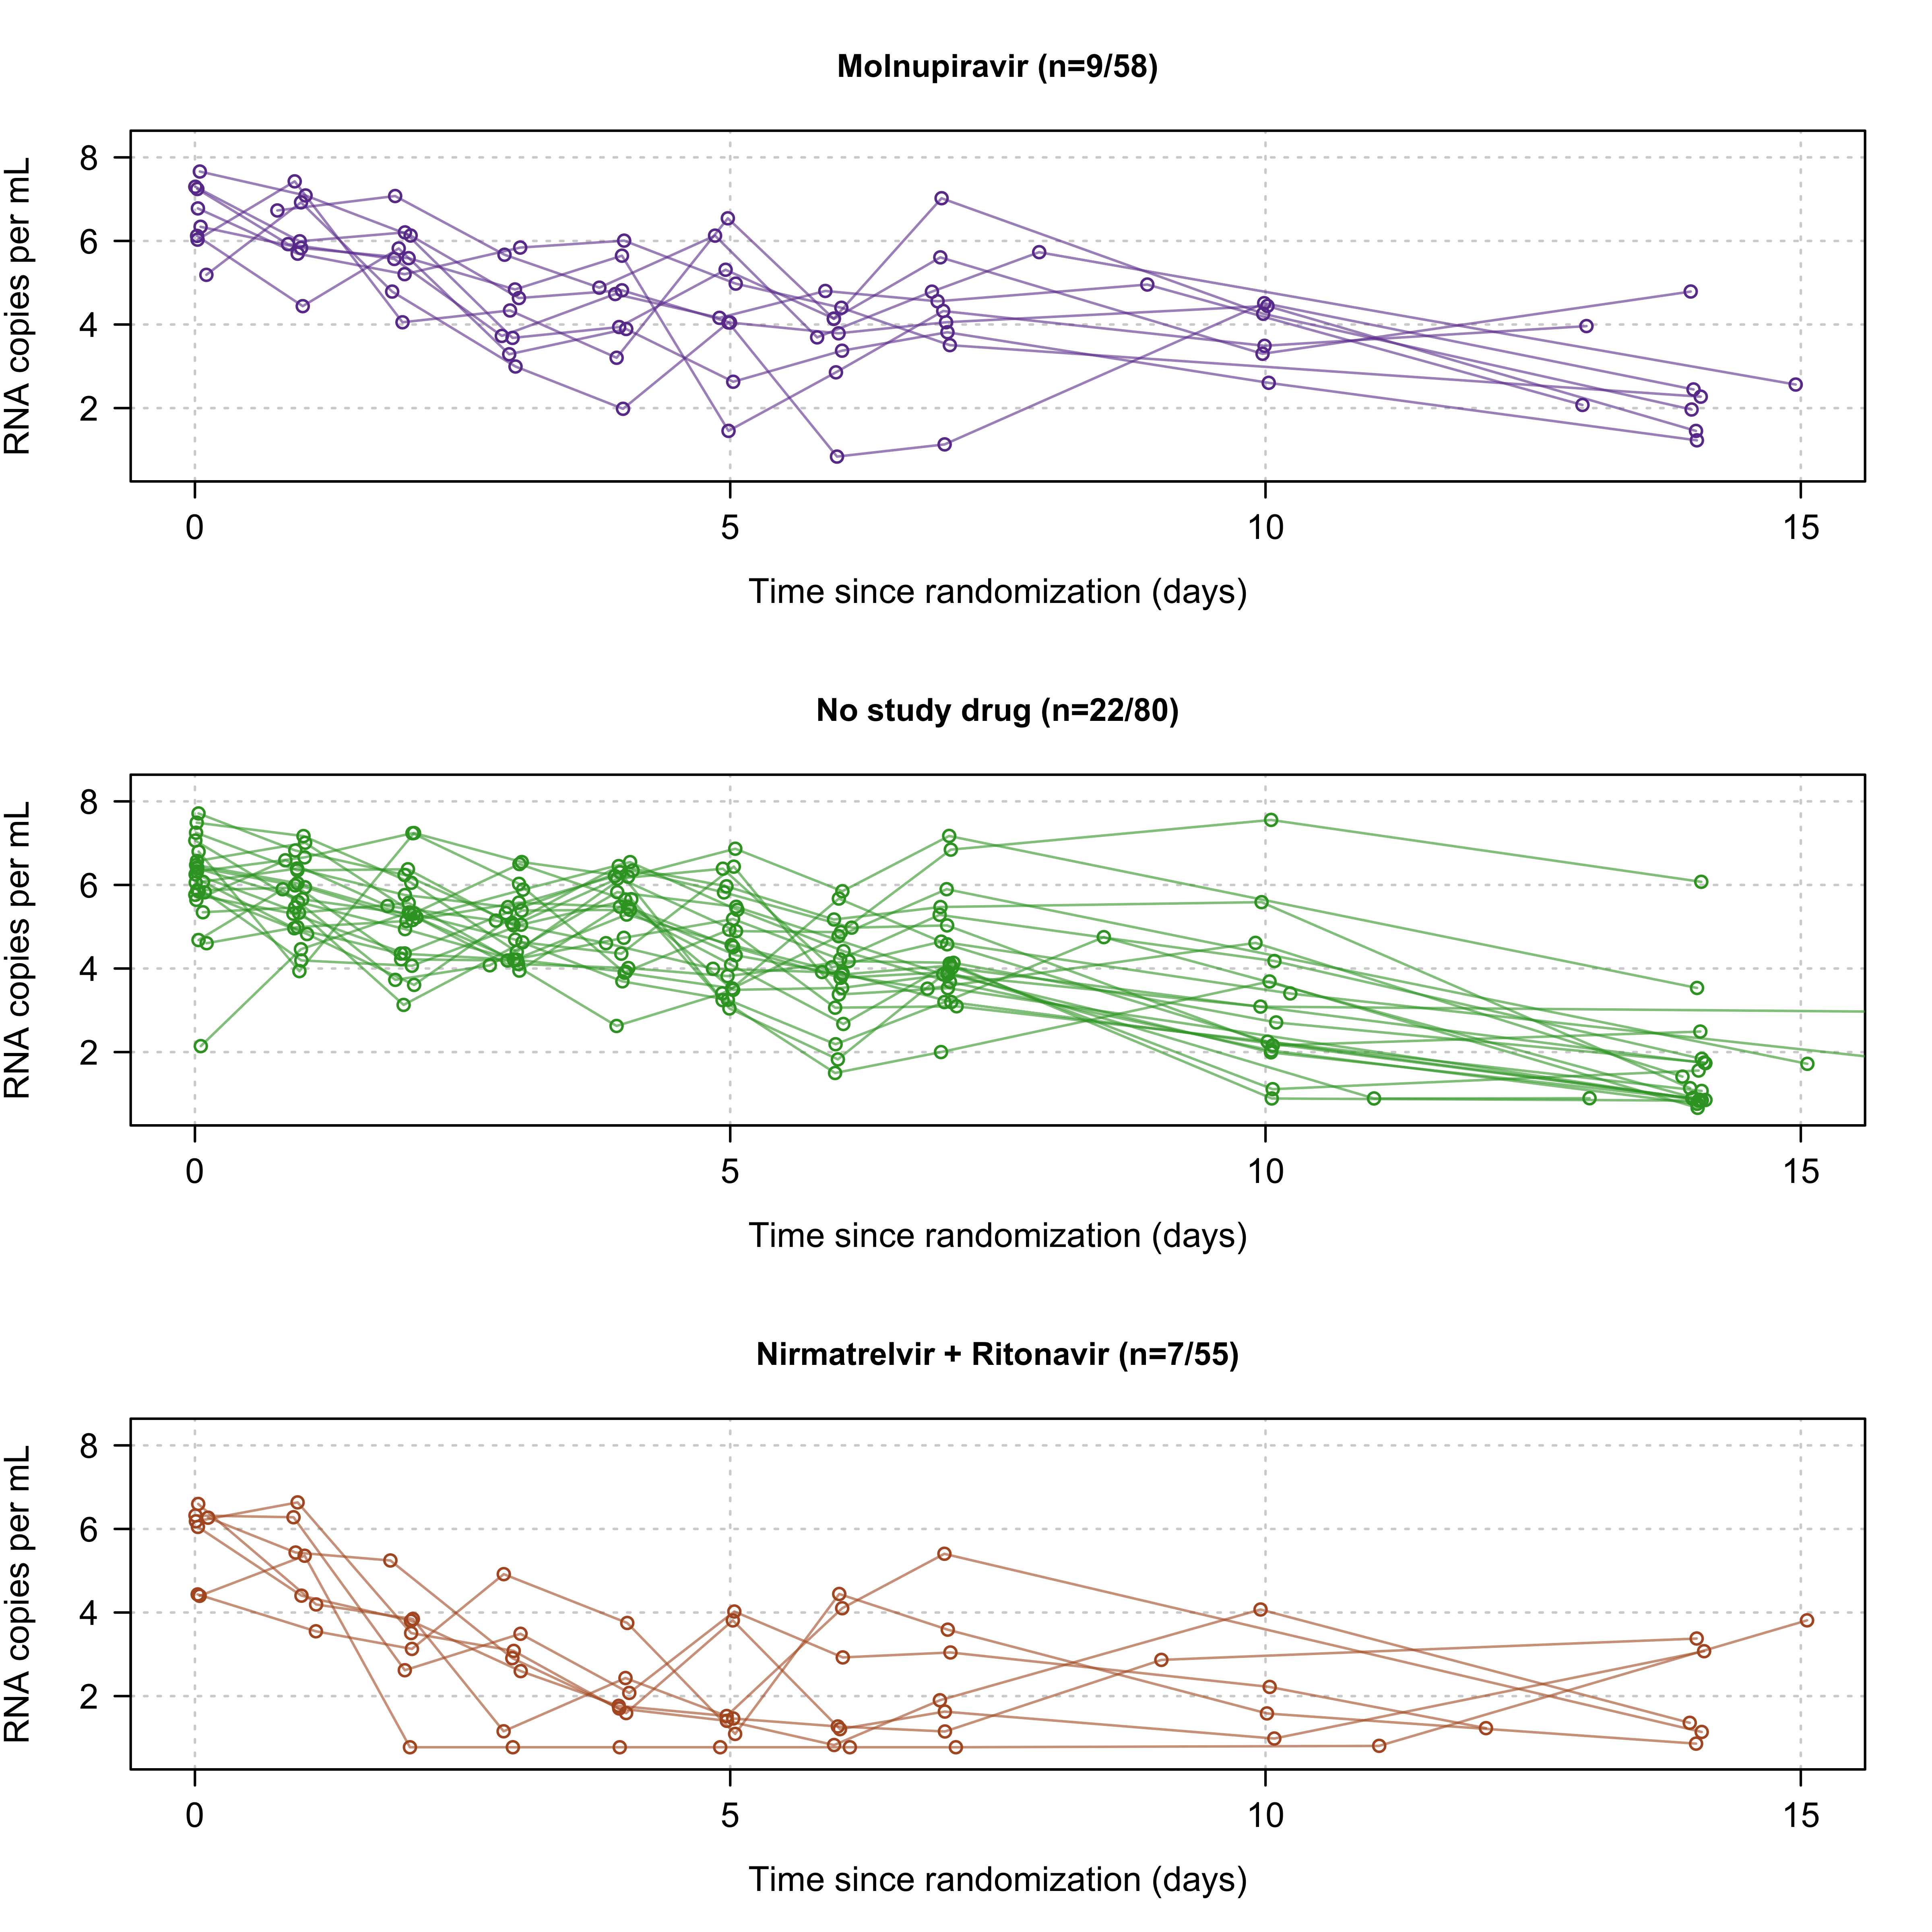 Molnupiravir (n=9/58)
RNA copies per mL
8
6
4
2
0 5 10 15
Time since randomization (days)
No study drug (n=22/80)
RNA copies per mL
8
6
4
2
0 5 10 15
Time since randomization (days)
Nirmatrelvir + Ritonavir (n=7/55)
RNA copies per mL
8
6
4
2
0 5 10 15
Time since randomization (days)